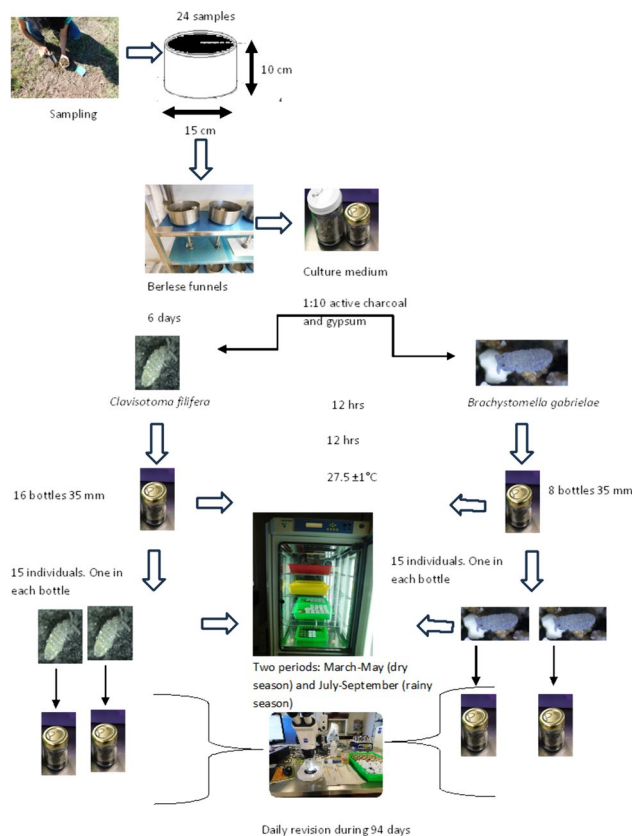 24 samples
10 cm
Sampling
15 cm
Berlese funnels
Culture medium
6 days
1:10 active charcoal
and gypsum
Clavisotoma filifera
Brachystomella gabrielae
12 hrs
12 hrs
27.5 ±1°C
16 bottles 35 mm
8 bottles 35 mm
15 individuals. One in
each bottle
15 individuals. One in
each bottle
Two periods: March-May (dry
season) and July-September (rainy
season)
Daily revision during 94 days